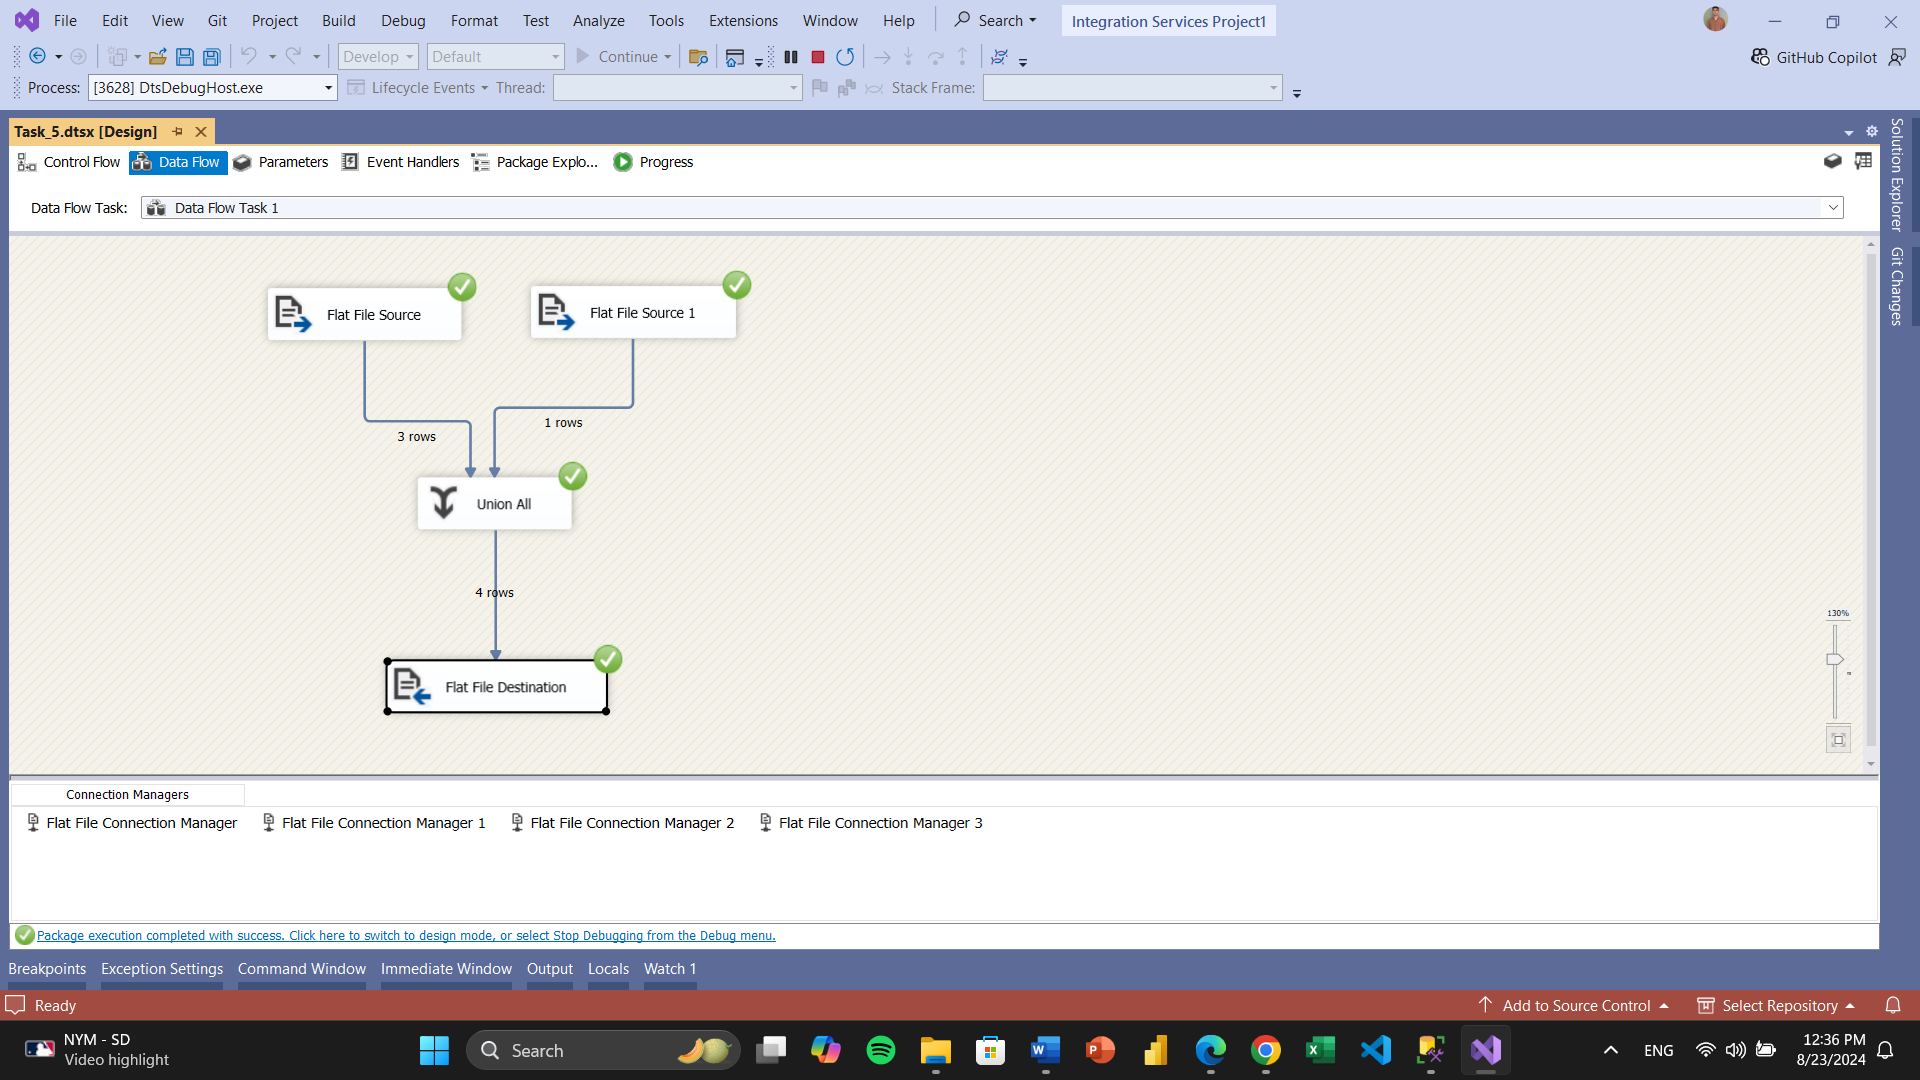 File Edit View Git Project Build Debug Format Test Analyze Tools Extensions Window Help Search Integration Services Project1
Develop Default Continue GitHub Copilot
Process: [3628] DtsDebugHost.exe Lifecycle Events Thread: Stack Frame:
Task_5.dtsx [Design]
Control Flow Data Flow Parameters Event Handlers Package Explo... Progress
Data Flow Task: Data Flow Task 1
Solution Explorer
Git Changes
Flat File Source
Flat File Source 1
3 rows
1 rows
Union All
4 rows
Flat File Destination
130%
Connection Managers
Flat File Connection Manager Flat File Connection Manager 1 Flat File Connection Manager 2 Flat File Connection Manager 3
Package execution completed with success. Click here to switch to design mode, or select Stop Debugging from the Debug menu.
Breakpoints Exception Settings Command Window Immediate Window Output Locals Watch 1
Ready Add to Source Control Select Repository
NYM - SD
Video highlight
Search
ENG
12:36 PM
8/23/2024